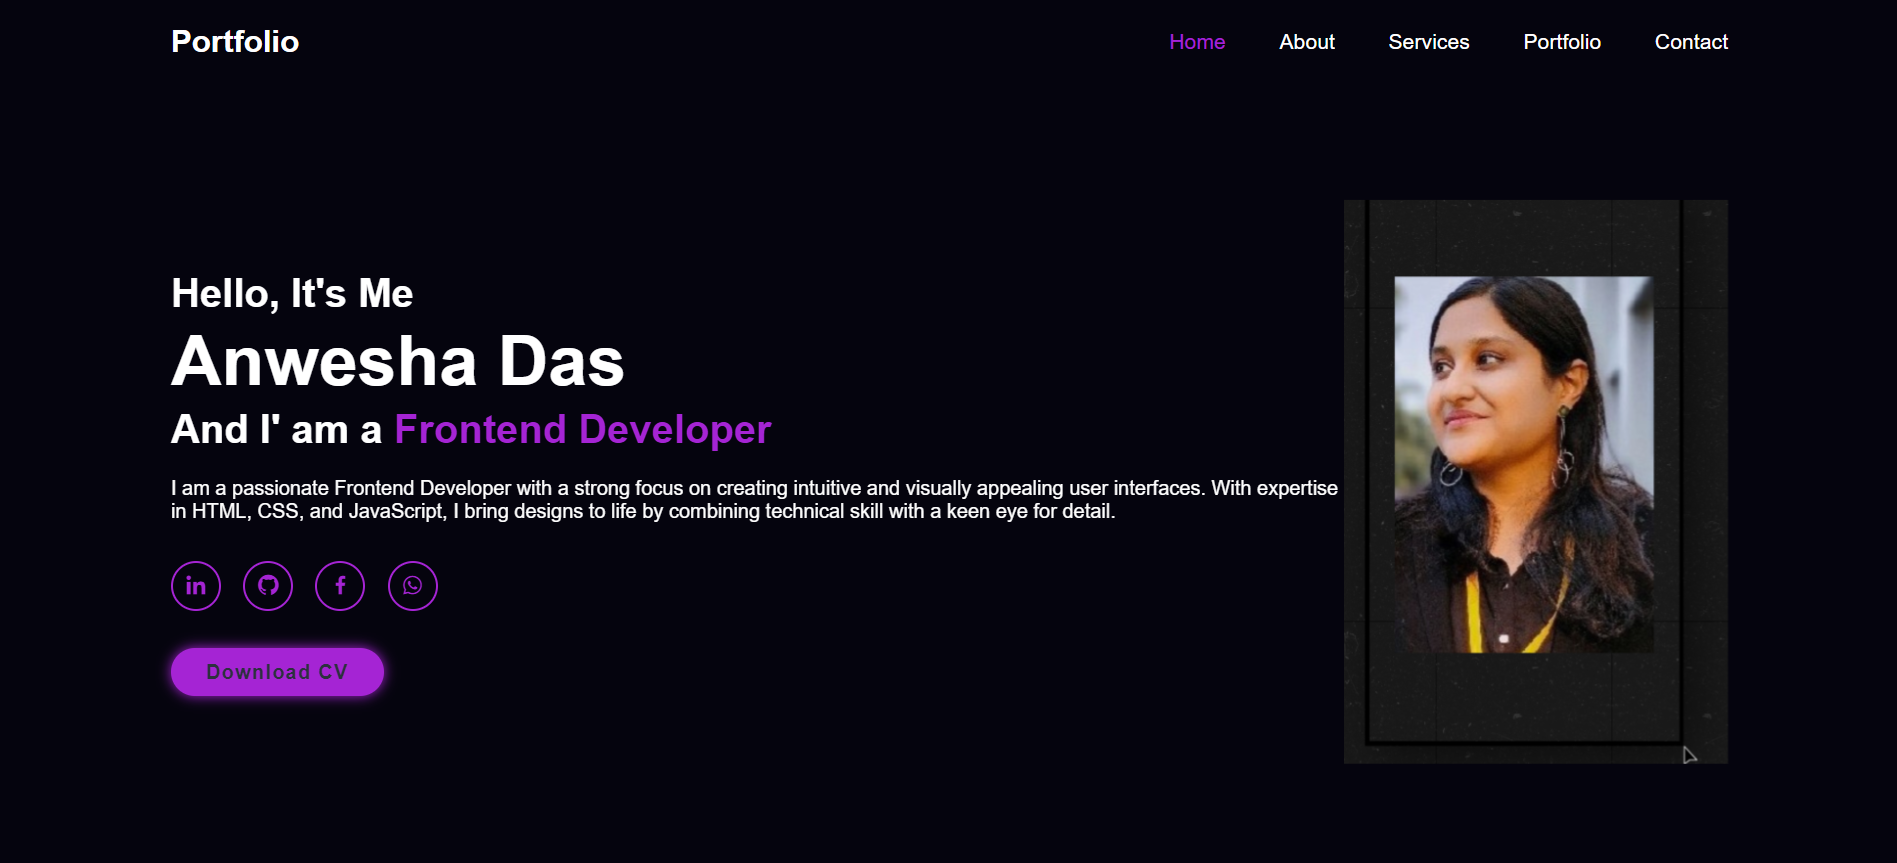 Portfolio
Home About Services Portfolio Contact
Hello, It's Me
Anwesha Das
And I' am a Frontend Developer
I am a passionate Frontend Developer with a strong focus on creating intuitive and visually appealing user interfaces. With expertise
in HTML, CSS, and JavaScript, I bring designs to life by combining technical skill with a keen eye for detail.
in
f
Download CV